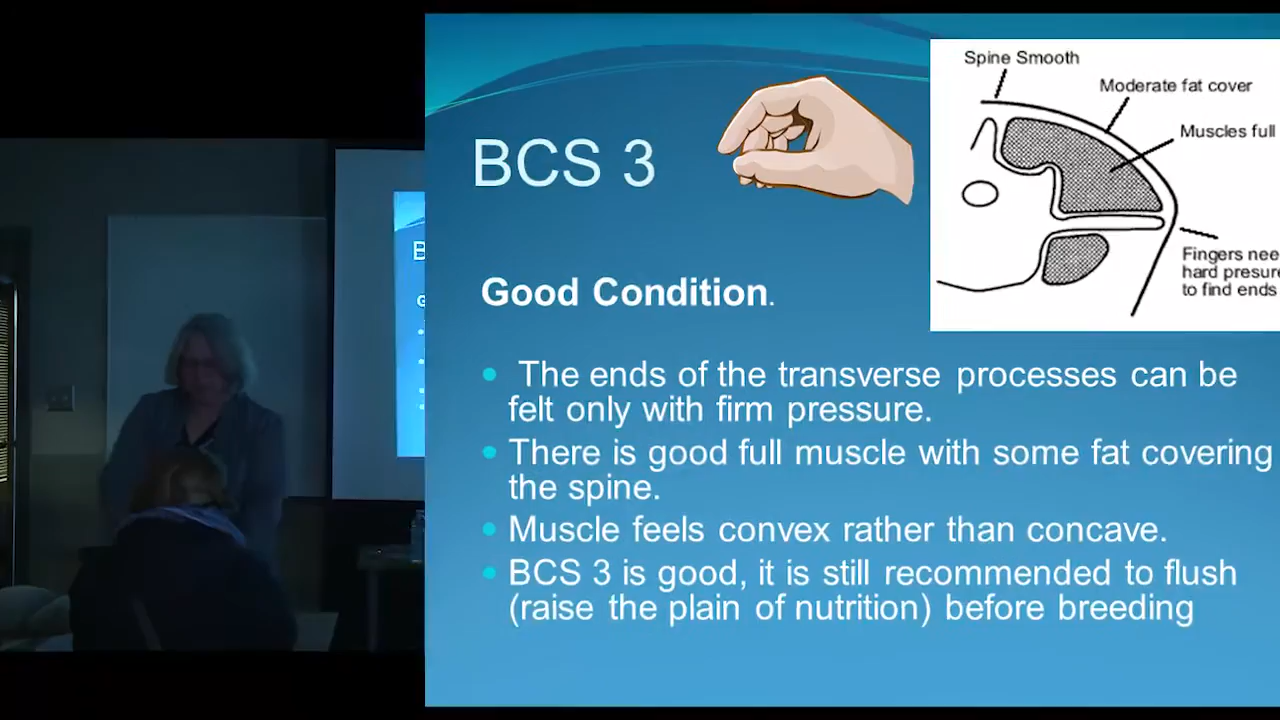 Spine Smooth
Moderate fat cover
Muscles full
BCS 3
Fingers nee
hard presure
to find ends
Good Condition.
The ends of the transverse processes can be
felt only with firm pressure.
There is good full muscle with some fat covering
the spine.
Muscle feels convex rather than concave.
BCS 3 is good, it is still recommended to flush
(raise the plain of nutrition) before breeding